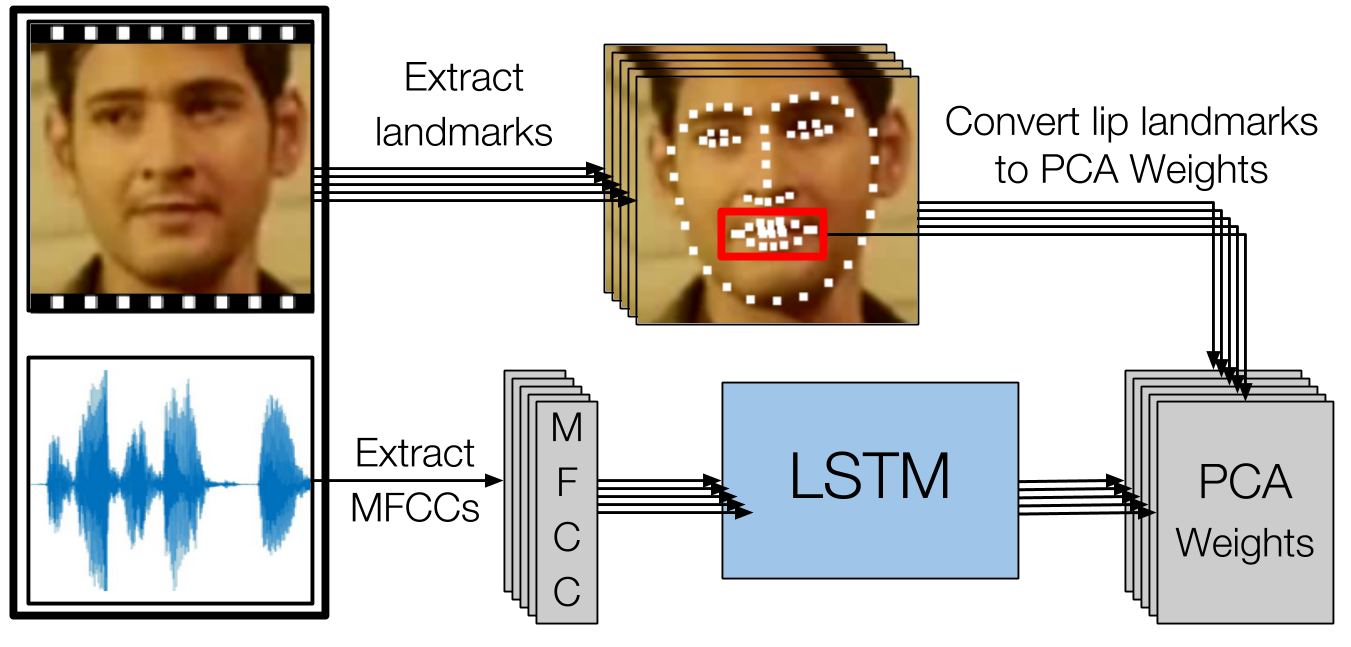 Extract
landmarks
Convert lip landmarks
to PCA Weights
Extract
MFCCs
M
F
C
C
LSTM
PCA
Weights